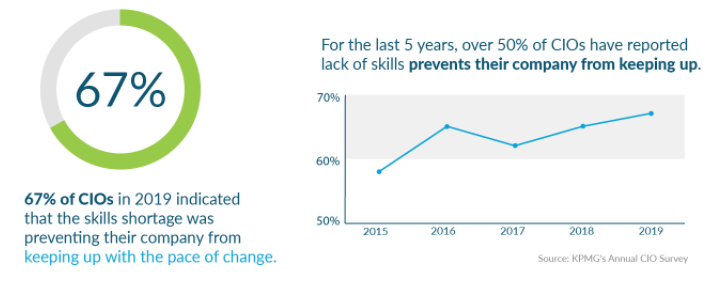 67%
67% of CIOs in 2019 indicated
that the skills shortage was
preventing their company from
keeping up with the pace of change.
For the last 5 years, over 50% of CIOs have reported
lack of skills prevents their company from keeping up.
70%
60%
50%
2015 2016 2017 2018 2019
Source: KPMG's Annual CIO Survey